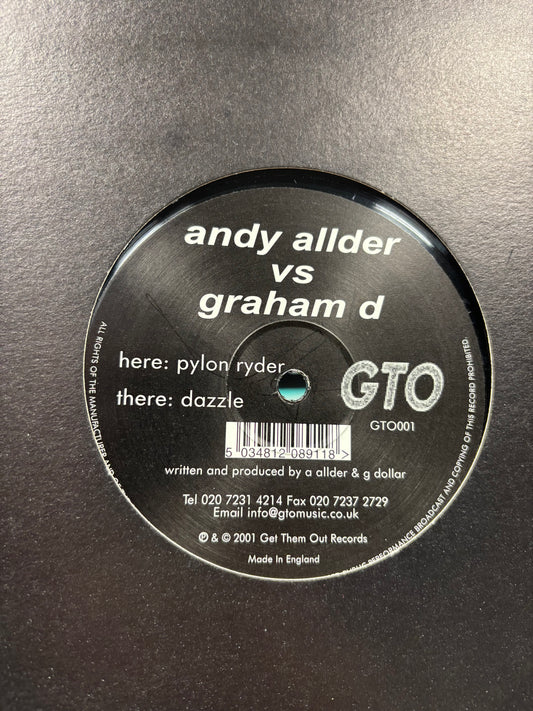 andy allder
vs
graham d
here: pylon ryder
there: dazzle
GTO
GTO001
5 034812 089118 >
written and produced by a allder & g dollar
Tel 020 7231 4214 Fax 020 7237 2729
Email info@gtomusic.co.uk
℗ & © 2001 Get Them Out Records
Made In England
ALL RIGHTS OF THE MANUFACTURER AND
PERFORMANCE BROADCAST AND COPYING OF THIS RECORD PROHIBITED.